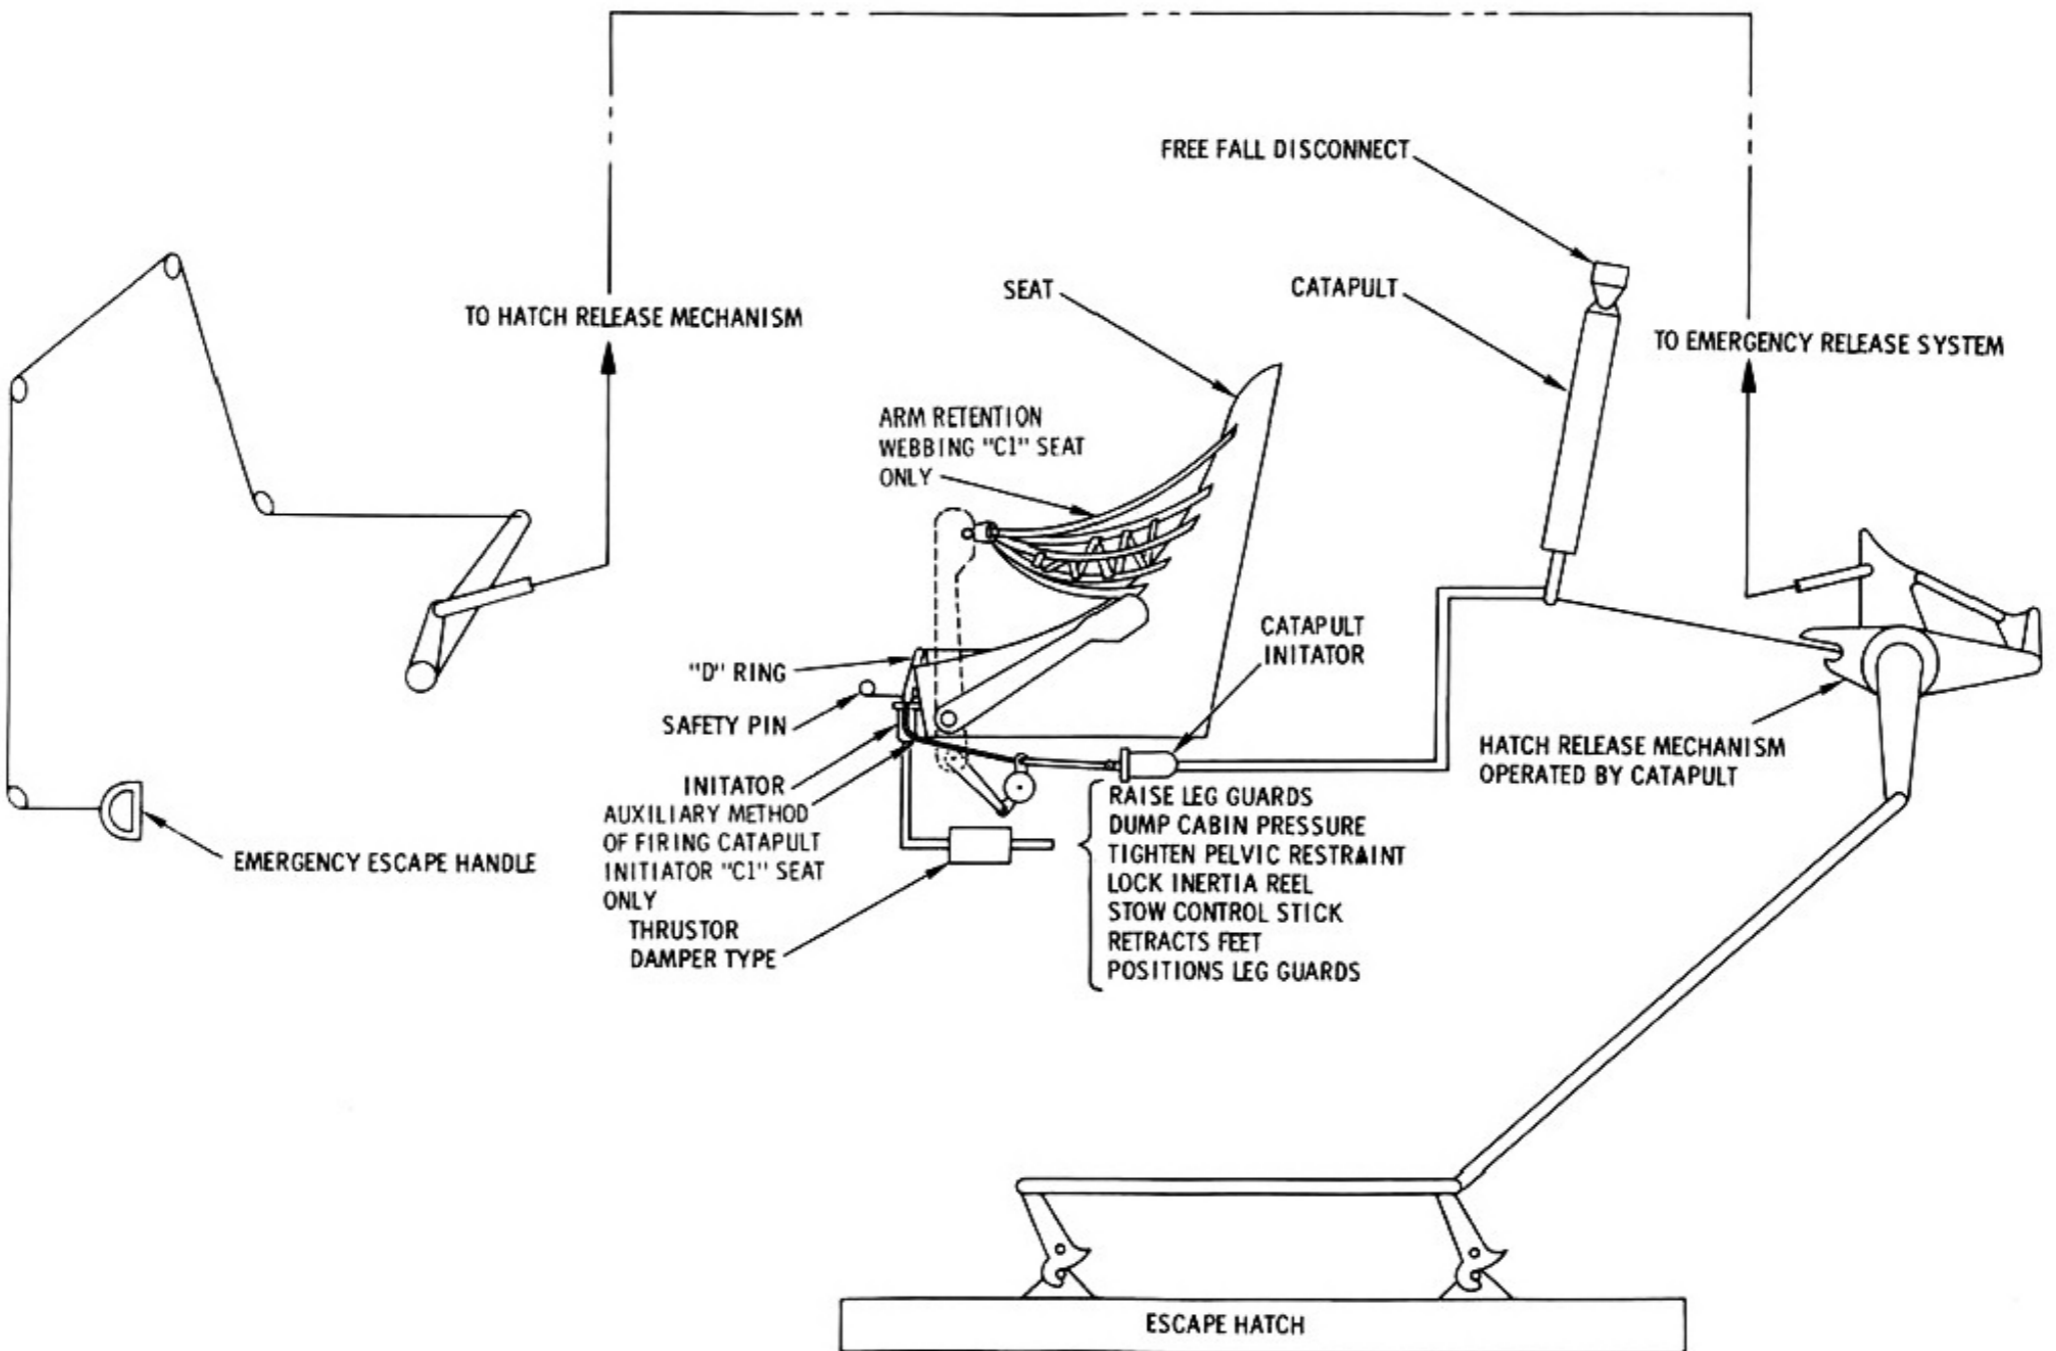 FREE FALL DISCONNECT
SEAT
CATAPULT
TO HATCH RELEASE MECHANISM
TO EMERGENCY RELEASE SYSTEM
ARM RETENTION
WEBBING "C1" SEAT
ONLY
"D" RING
SAFETY PIN
CATAPULT
INITATOR
HATCH RELEASE MECHANISM
OPERATED BY CATAPULT
INITATOR
AUXILIARY METHOD
OF FIRING CATAPULT
INITIATOR "C1" SEAT
ONLY
THRUSTOR
DAMPER TYPE
RAISE LEG GUARDS
DUMP CABIN PRESSURE
TIGHTEN PELVIC RESTRAINT
LOCK INERTIA REEL
STOW CONTROL STICK
RETRACTS FEET
POSITIONS LEG GUARDS
EMERGENCY ESCAPE HANDLE
ESCAPE HATCH